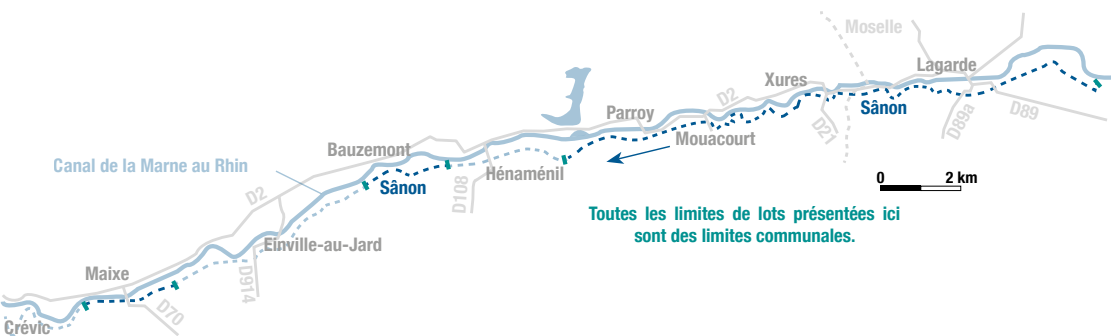 Moselle
Lagarde
Xures
D2
Sânon
D89a
D89
D21
Parroy
Mouacourt
Bauzemont
Canal de la Marne au Rhin
Hénaménil
0 2 km
Sânon
D108
D2
Toutes les limites de lots présentées ici
sont des limites communales.
Einville-au-Jard
Maixe
D914
D70
Crévic